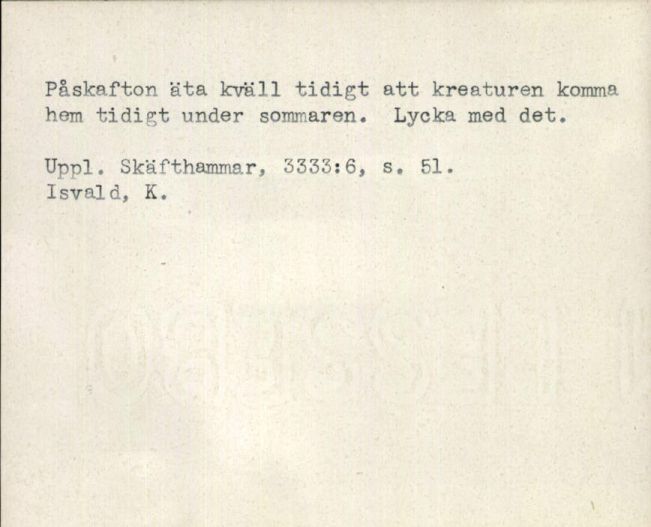 Påskafton äta kväll tidigt att kreaturen komma
hem tidigt under sommaren. Lycka med det.
Uppl. Skäfthammar, 3333:6, s. 51.
Isvald, K.